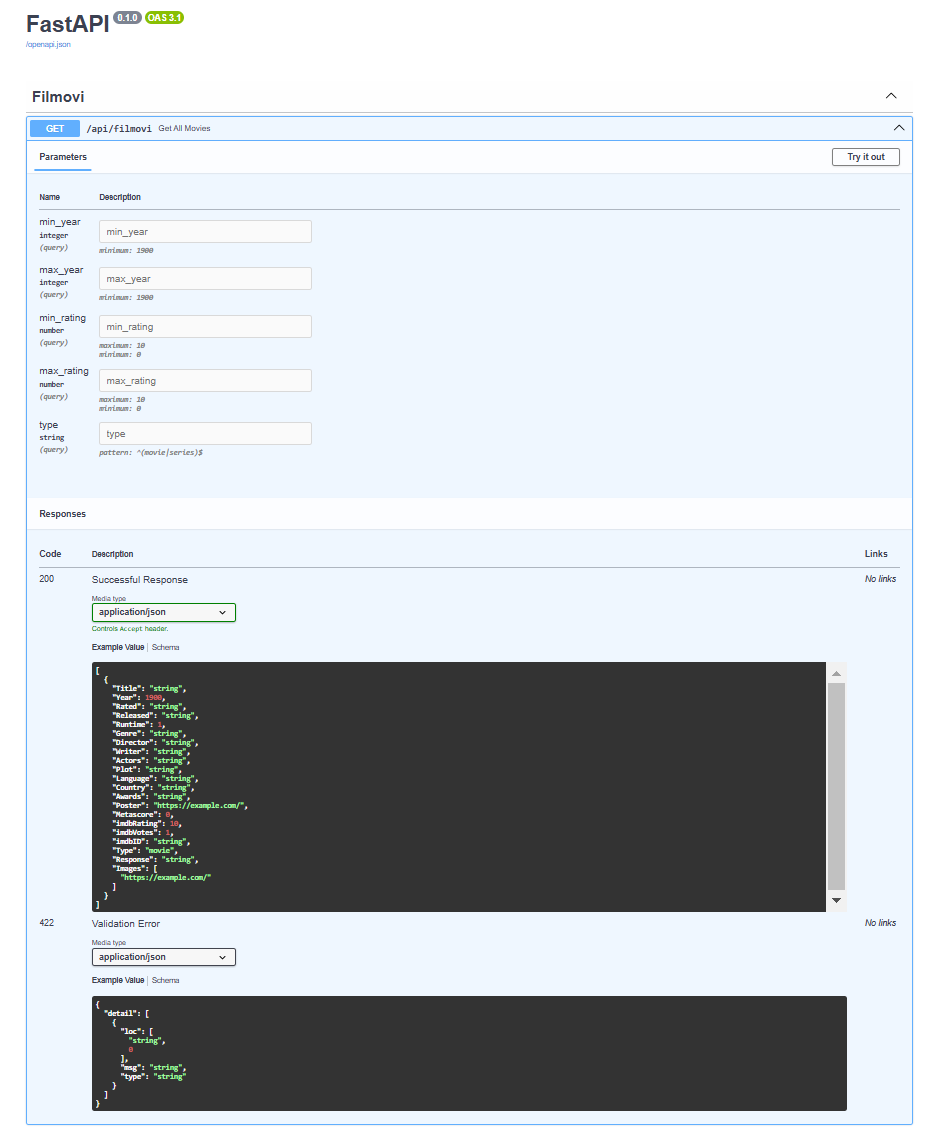 FastAPI 0.1.0 OAS 3.1
/openapi.json
Filmovi
GET /api/filmovi Get All Movies
Parameters Try it out
Name Description
min_year
integer
(query)
min_year
minimum: 1900
max_year
integer
(query)
max_year
minimum: 1900
min_rating
number
(query)
min_rating
maximum: 10
minimum: 0
max_rating
number
(query)
max_rating
maximum: 10
minimum: 0
type
string
(query)
type
pattern: ^(movie|series)$
Responses
Code Description Links
200 Successful Response No links
Media type
application/json
Controls Accept header.
Example Value | Schema
[
  {
    "Title": "string",
    "Year": 1900,
    "Rated": "string",
    "Released": "string",
    "Runtime": 1,
    "Genre": "string",
    "Director": "string",
    "Writer": "string",
    "Actors": "string",
    "Plot": "string",
    "Language": "string",
    "Country": "string",
    "Awards": "string",
    "Poster": "https://example.com/",
    "Metascore": 0,
    "imdbRating": 10,
    "imdbVotes": 1,
    "imdbID": "string",
    "Type": "movie",
    "Response": "string",
    "Images": [
      "https://example.com/"
    ]
  }
]
422 Validation Error No links
Media type
application/json
Example Value | Schema
{
  "detail": [
    {
      "loc": [
        "string",
        0
      ],
      "msg": "string",
      "type": "string"
    }
  ]
}